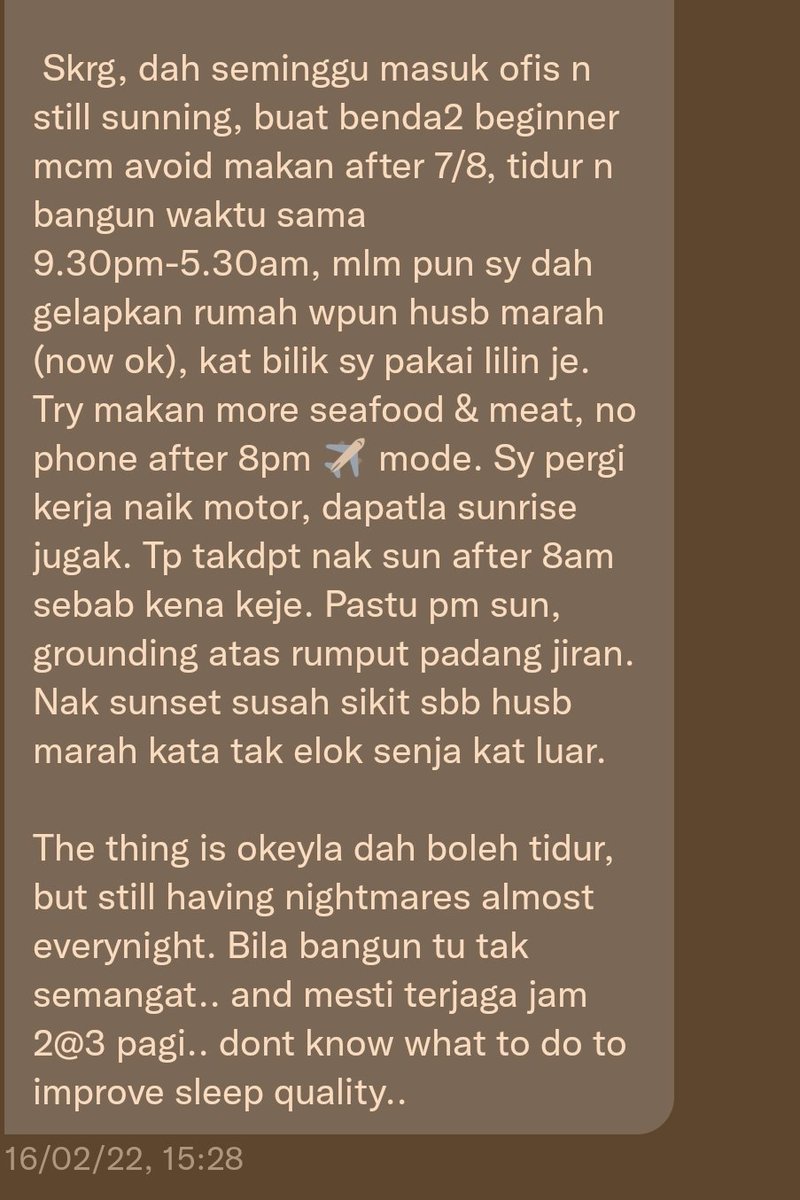 Skrg, dah seminggu masuk ofis n
still sunning, buat benda2 beginner
mcm avoid makan after 7/8, tidur n
bangun waktu sama
9.30pm-5.30am, mlm pun sy dah
gelapkan rumah wpun husb marah
(now ok), kat bilik sy pakai lilin je.
Try makan more seafood & meat, no
phone after 8pm ✈️ mode. Sy pergi
kerja naik motor, dapatla sunrise
jugak. Tp takdpt nak sun after 8am
sebab kena keje. Pastu pm sun,
grounding atas rumput padang jiran.
Nak sunset susah sikit sbb husb
marah kata tak elok senja kat luar.

The thing is okeyla dah boleh tidur,
but still having nightmares almost
everynight. Bila bangun tu tak
semangat.. and mesti terjaga jam
2@3 pagi.. dont know what to do to
improve sleep quality..
16/02/22, 15:28